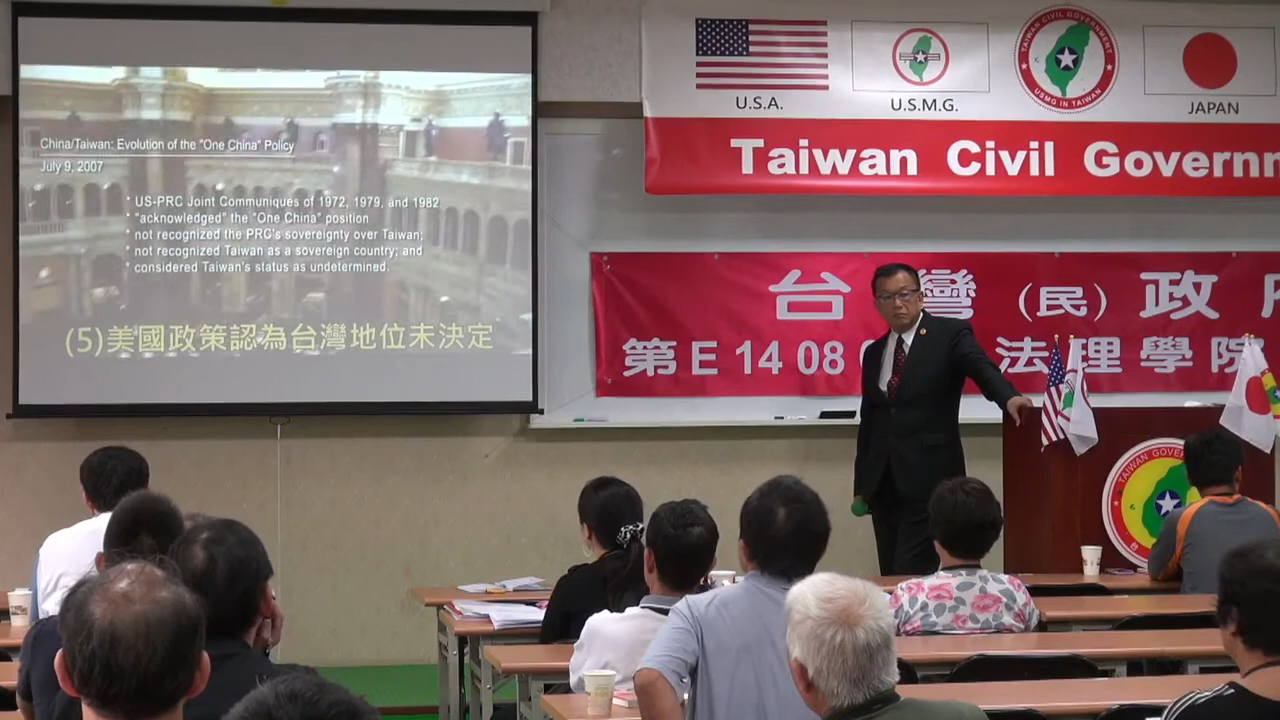 China/Taiwan: Evolution of the "One China" Policy
July 9, 2007
* US-PRC Joint Communiques of 1972, 1979, and 1982
* "acknowledged" the "One China" position
* not recognized the PRC's sovereignty over Taiwan;
* not recognized Taiwan as a sovereign country; and
* considered Taiwan's status as undetermined.
(5)美國政策認為台灣地位未決定
U.S.A.
U.S.M.G.
TAIWAN CIVIL GOVERNMENT
USMG IN TAIWAN
JAPAN
Taiwan Civil Governm
台灣(民)政
第E 14 08
法理學院
TAIWAN GOVER